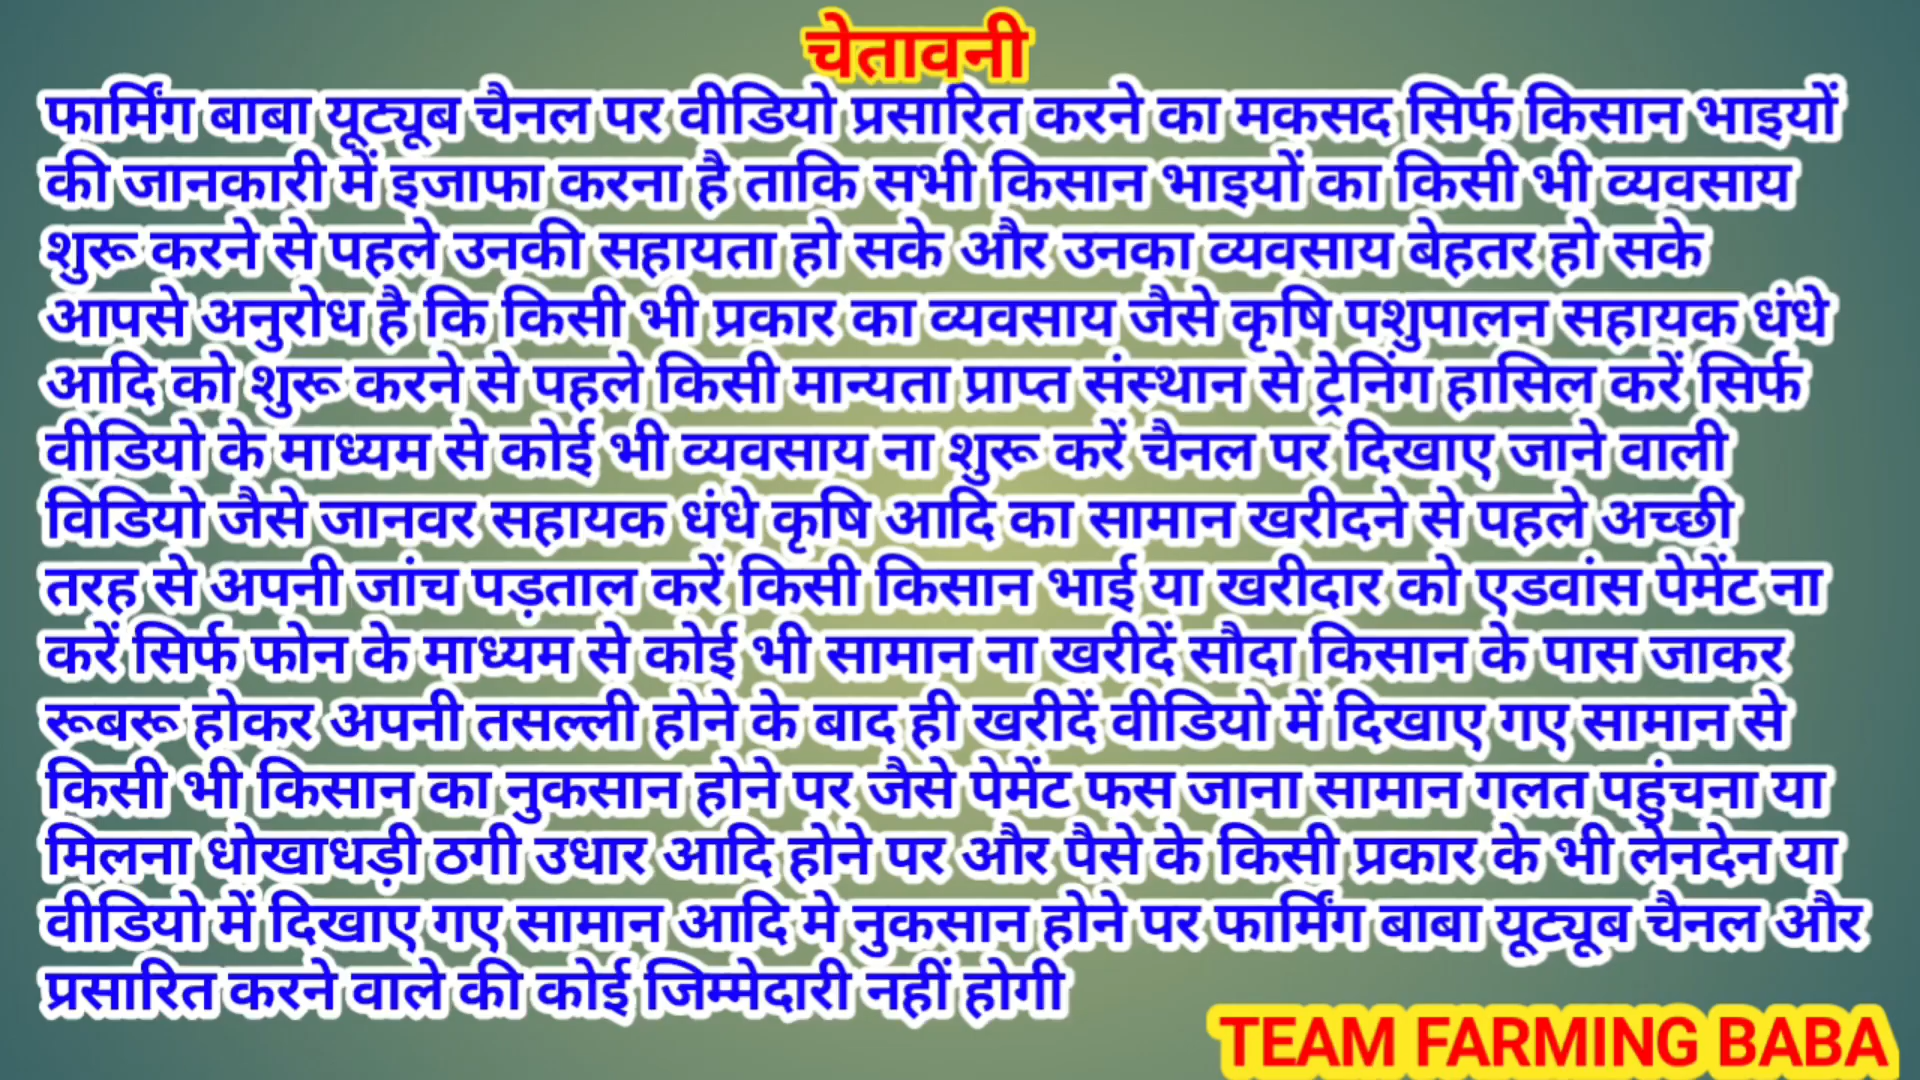 चेतावनी
फार्मिंग बाबा यूट्यूब चैनल पर वीडियो प्रसारित करने का मकसद सिर्फ किसान भाइयों
की जानकारी में इजाफा करना है ताकि सभी किसान भाइयों का किसी भी व्यवसाय
शुरू करने से पहले उनकी सहायता हो सके और उनका व्यवसाय बेहतर हो सके
आपसे अनुरोध है कि किसी भी प्रकार का व्यवसाय जैसे कृषि पशुपालन सहायक धंधे
आदि को शुरू करने से पहले किसी मान्यता प्राप्त संस्थान से ट्रेनिंग हासिल करें सिर्फ
वीडियो के माध्यम से कोई भी व्यवसाय ना शुरू करें चैनल पर दिखाए जाने वाली
विडियो जैसे जानवर सहायक धंधे कृषि आदि का सामान खरीदने से पहले अच्छी
तरह से अपनी जांच पड़ताल करें किसी किसान भाई या खरीदार को एडवांस पेमेंट ना
करें सिर्फ फोन के माध्यम से कोई भी सामान ना खरीदें सौदा किसान के पास जाकर
रूबरू होकर अपनी तसल्ली होने के बाद ही खरीदें वीडियो में दिखाए गए सामान से
किसी भी किसान का नुकसान होने पर जैसे पेमेंट फस जाना सामान गलत पहुंचना या
मिलना धोखाधड़ी ठगी उधार आदि होने पर और पैसे के किसी प्रकार के भी लेनदेन या
वीडियो में दिखाए गए सामान आदि मे नुकसान होने पर फार्मिंग बाबा यूट्यूब चैनल और
प्रसारित करने वाले की कोई जिम्मेदारी नहीं होगी
TEAM FARMING BABA